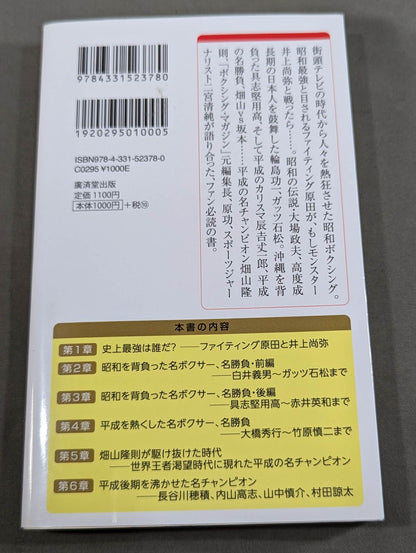 9784331523780
1920295010005
ISBN978-4-331-52378-0
C0295 ¥1000E
廣済堂出版
定価 1100円
本体1000円 +税⑩
街頭テレビの時代から人々を熱狂させた昭和ボクシング。
昭和最強と目されるファイティング原田が、もしモンスター
井上尚弥と戦ったら……。昭和の伝説・大場政夫、高度成
長期の日本人を鼓舞した輪島功一、ガッツ石松。沖縄を背
負った具志堅用高、そして平成のカリスマ辰吉丈一郎、平成
の名勝負、畑山vs坂本……平成の名チャンピオン畑山隆
則、「ボクシング・マガジン」元編集長、原功、スポーツジャー
ナリスト二宮清純が語り合った、ファン必読の書。
本書の内容
第1章 史上最強は誰だ?――ファイティング原田と井上尚弥
第2章 昭和を背負った名ボクサー、名勝負・前編
――白井義男〜ガッツ石松まで
第3章 昭和を背負った名ボクサー、名勝負・後編
――具志堅用高〜赤井英和まで
第4章 平成を熱くした名ボクサー、名勝負
――大橋秀行〜竹原慎二まで
第5章 畑山隆則が駆け抜けた時代
――世界王者渇望時代に現れた平成の名チャンピオン
第6章 平成後期を沸かせた名チャンピオン
――長谷川穂積、内山高志、山中慎介、村田諒太